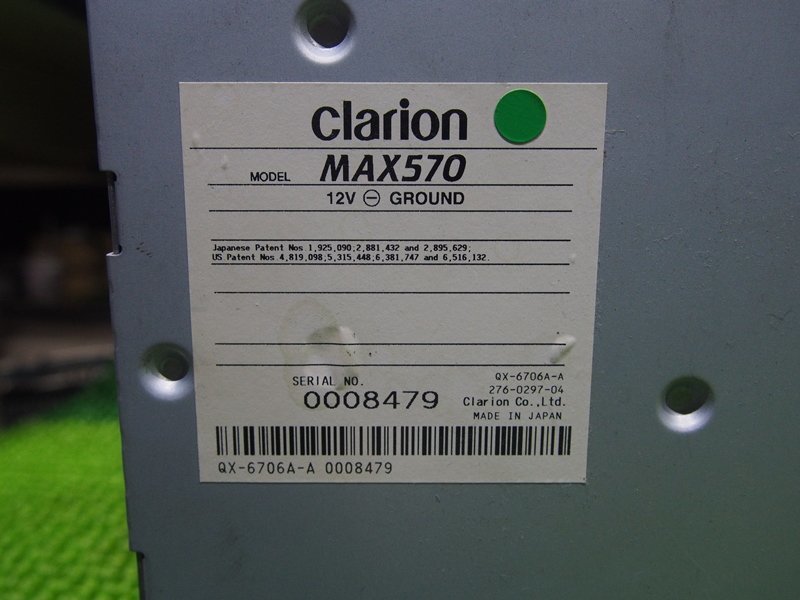 clarion
MODEL MAX570
12V ⊖ GROUND
Japanese Patent Nos.1,925,090;2,881,432 and 2,895,629;
US Patent Nos.4,819,098;5,315,448;6,381,747 and 6,516,132.
SERIAL NO. QX-6706A-A
0008479 276-0297-04
Clarion Co.,Ltd.
MADE IN JAPAN
QX-6706A-A 0008479